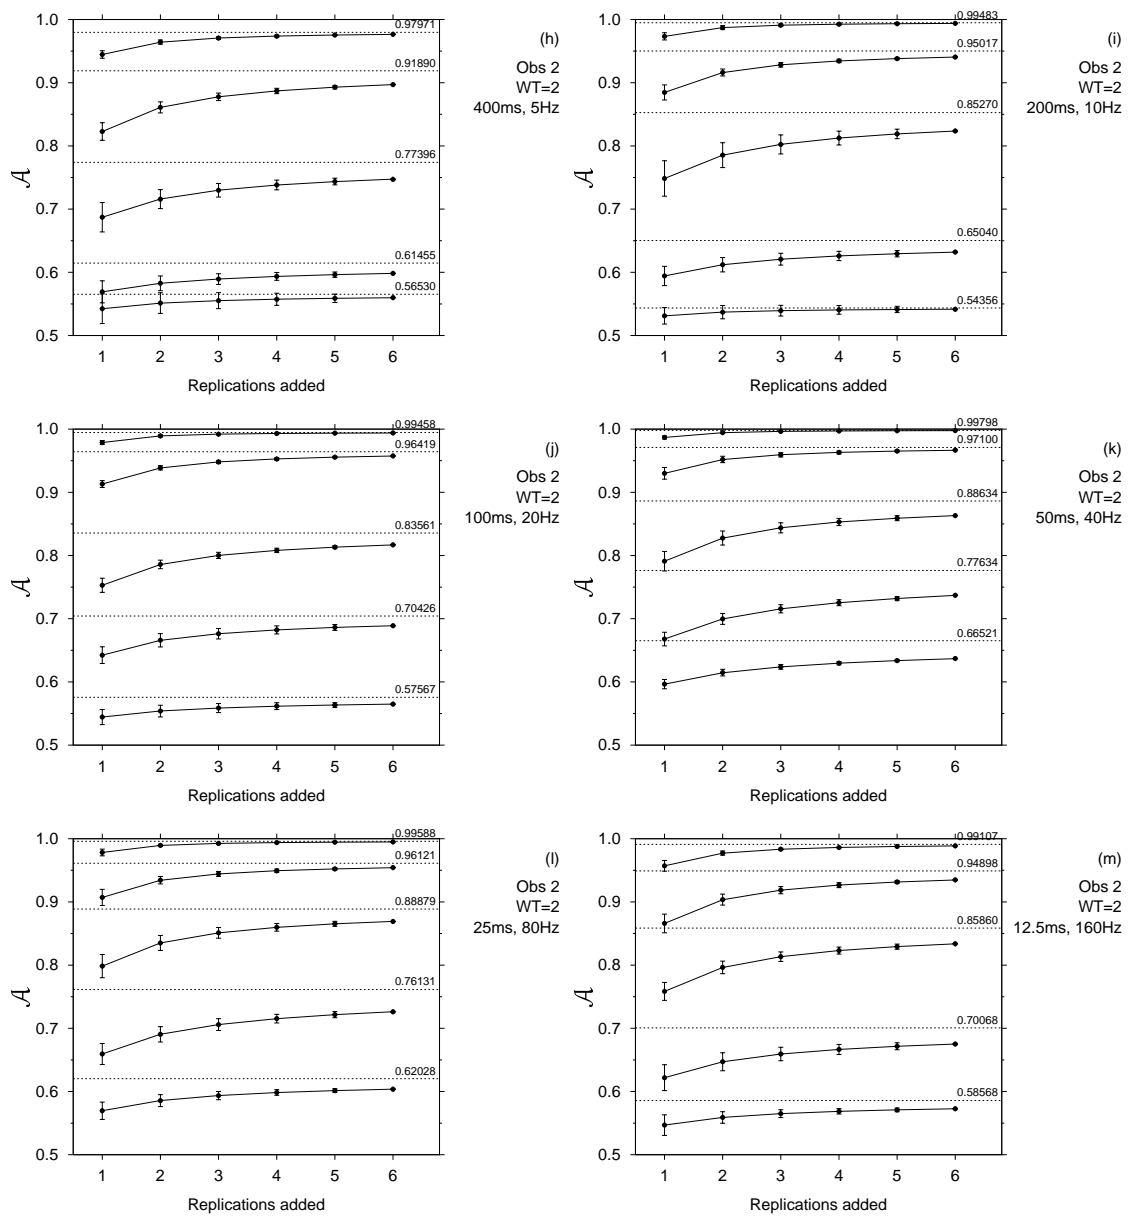 1.0
0.9
0.8
0.7
0.6
0.5
𝒜
0.97971
0.91890
0.77396
0.61455
0.56530
1 2 3 4 5 6
Replications added
(h)
Obs 2
WT=2
400ms, 5Hz
1.0
0.9
0.8
0.7
0.6
0.5
𝒜
0.99483
0.95017
0.85270
0.65040
0.54356
1 2 3 4 5 6
Replications added
(i)
Obs 2
WT=2
200ms, 10Hz
1.0
0.9
0.8
0.7
0.6
0.5
𝒜
0.99458
0.96419
0.83561
0.70426
0.57567
1 2 3 4 5 6
Replications added
(j)
Obs 2
WT=2
100ms, 20Hz
1.0
0.9
0.8
0.7
0.6
0.5
𝒜
0.99798
0.97100
0.88634
0.77634
0.66521
1 2 3 4 5 6
Replications added
(k)
Obs 2
WT=2
50ms, 40Hz
1.0
0.9
0.8
0.7
0.6
0.5
𝒜
0.99588
0.96121
0.88879
0.76131
0.62028
1 2 3 4 5 6
Replications added
(l)
Obs 2
WT=2
25ms, 80Hz
1.0
0.9
0.8
0.7
0.6
0.5
𝒜
0.99107
0.94898
0.85860
0.70068
0.58568
1 2 3 4 5 6
Replications added
(m)
Obs 2
WT=2
12.5ms, 160Hz